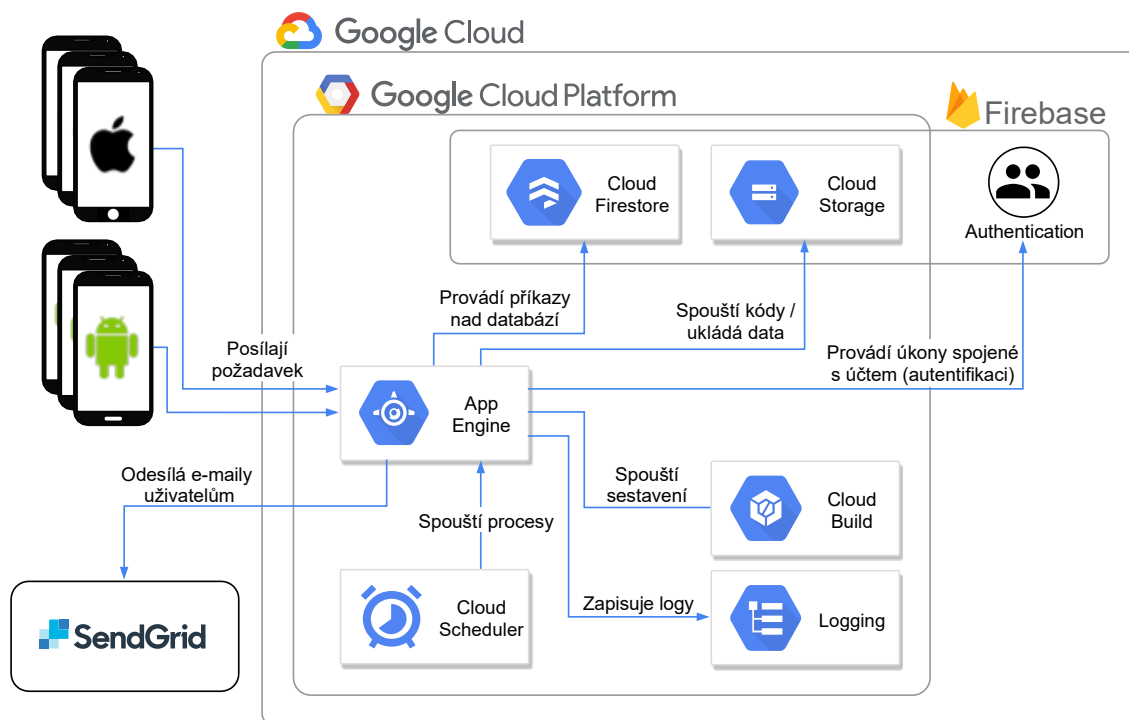 Google Cloud
Google Cloud Platform
Firebase
Cloud
Firestore
Cloud
Storage
Authentication
Provádí příkazy
nad databází
Spouští kódy /
ukládá data
Provádí úkony spojené
s účtem (autentifikaci)
Posílají
požadavek
App
Engine
Odesílá e-maily
uživatelům
Spouští procesy
Spouští
sestavení
Cloud
Build
Cloud
Scheduler
Zapisuje logy
Logging
SendGrid